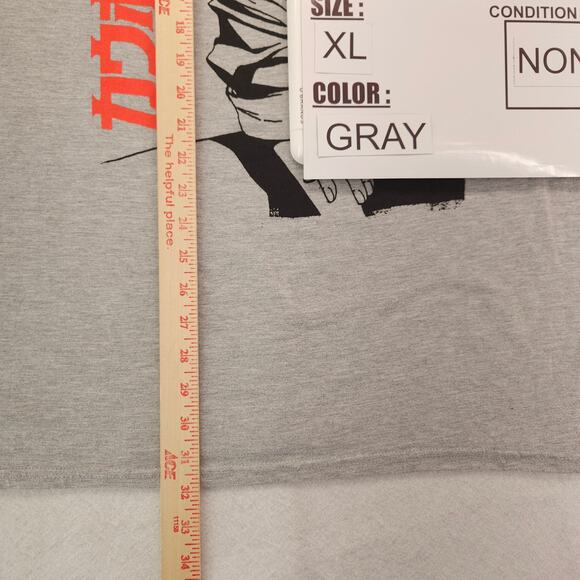 SIZE :
XL
COLOR :
GRAY
CONDITION
NON
ACE
18
19
20
21
22
The helpful place.
23
24
25
26
27
28
29
30
ACE
31
32
33
34